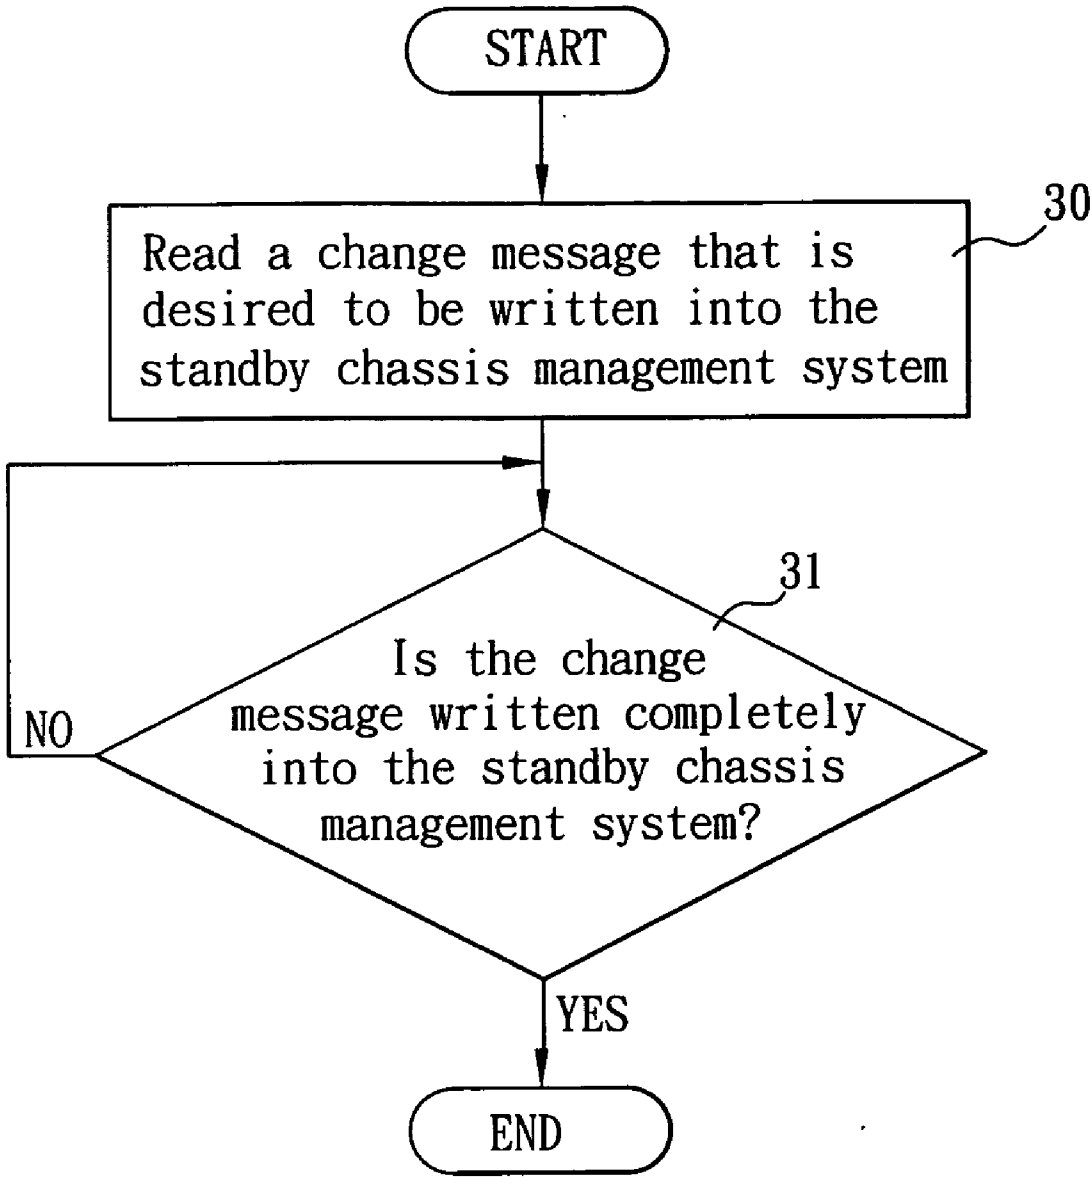 START
30
Read a change message that is
desired to be written into the
standby chassis management system
31
Is the change
message written completely
into the standby chassis
management system?
NO
YES
END